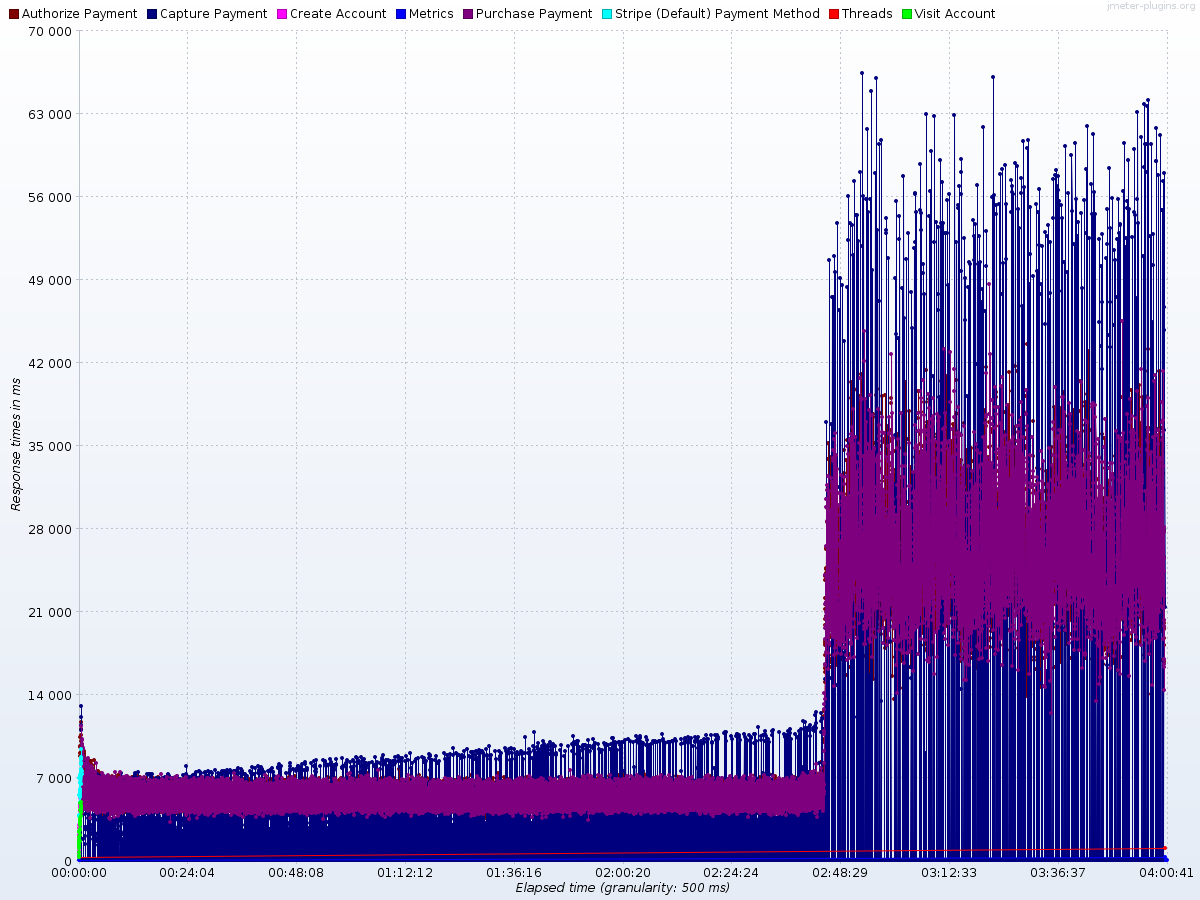 jmeter-plugins.org
Authorize Payment Capture Payment Create Account Metrics Purchase Payment Stripe (Default) Payment Method Threads Visit Account
70 000
63 000
56 000
49 000
42 000
35 000
28 000
21 000
14 000
7 000
0
Response times in ms
00:00:00 00:24:04 00:48:08 01:12:12 01:36:16 02:00:20 02:24:24 02:48:29 03:12:33 03:36:37 04:00:41
Elapsed time (granularity: 500 ms)